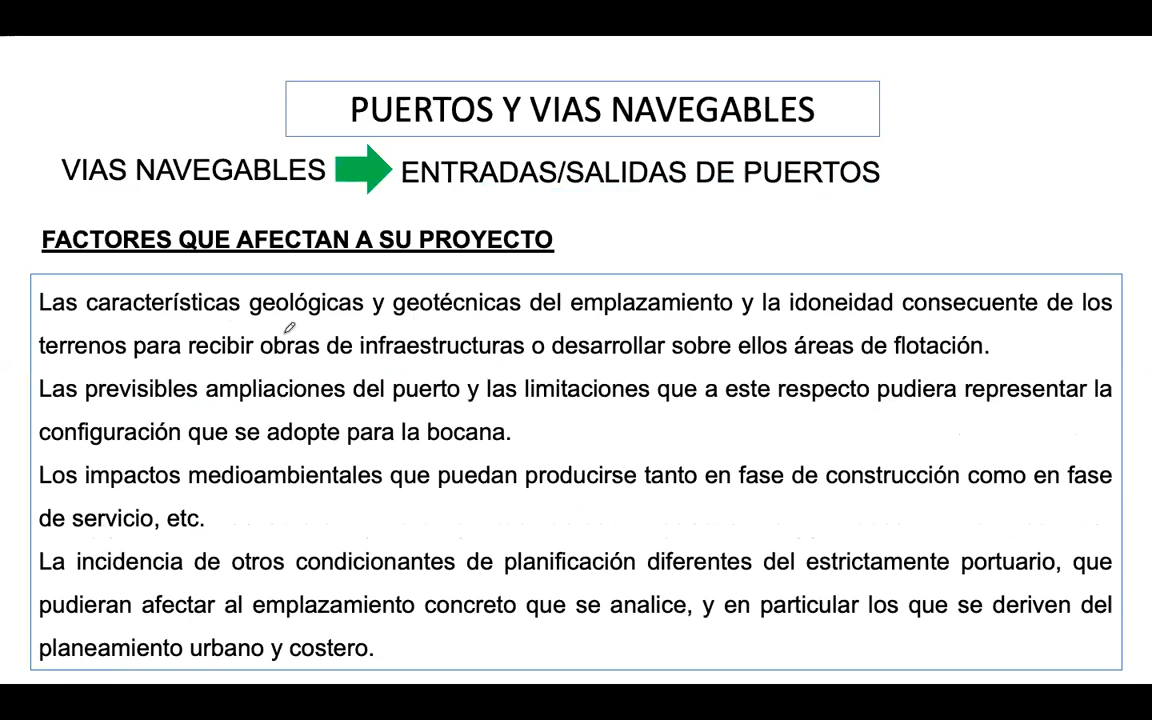 PUERTOS Y VIAS NAVEGABLES
VIAS NAVEGABLES ENTRADAS/SALIDAS DE PUERTOS
FACTORES QUE AFECTAN A SU PROYECTO
Las características geológicas y geotécnicas del emplazamiento y la idoneidad consecuente de los
terrenos para recibir obras de infraestructuras o desarrollar sobre ellos áreas de flotación.
Las previsibles ampliaciones del puerto y las limitaciones que a este respecto pudiera representar la
configuración que se adopte para la bocana.
Los impactos medioambientales que puedan producirse tanto en fase de construcción como en fase
de servicio, etc.
La incidencia de otros condicionantes de planificación diferentes del estrictamente portuario, que
pudieran afectar al emplazamiento concreto que se analice, y en particular los que se deriven del
planeamiento urbano y costero.